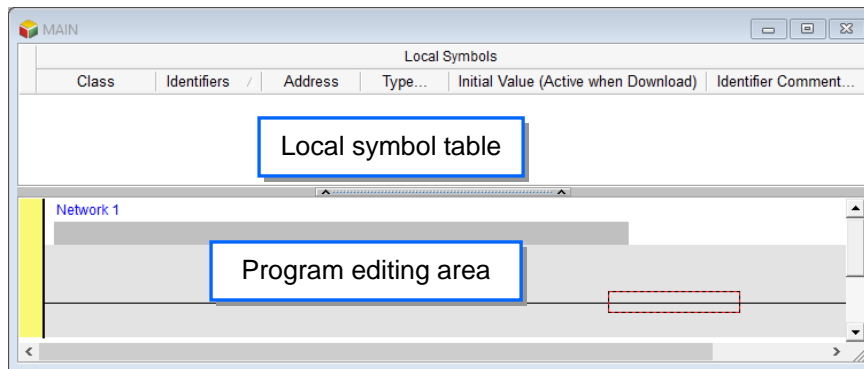 MAIN
Local Symbols
Class Identifiers Address Type... Initial Value (Active when Download) Identifier Comment...
Local symbol table
Network 1
Program editing area